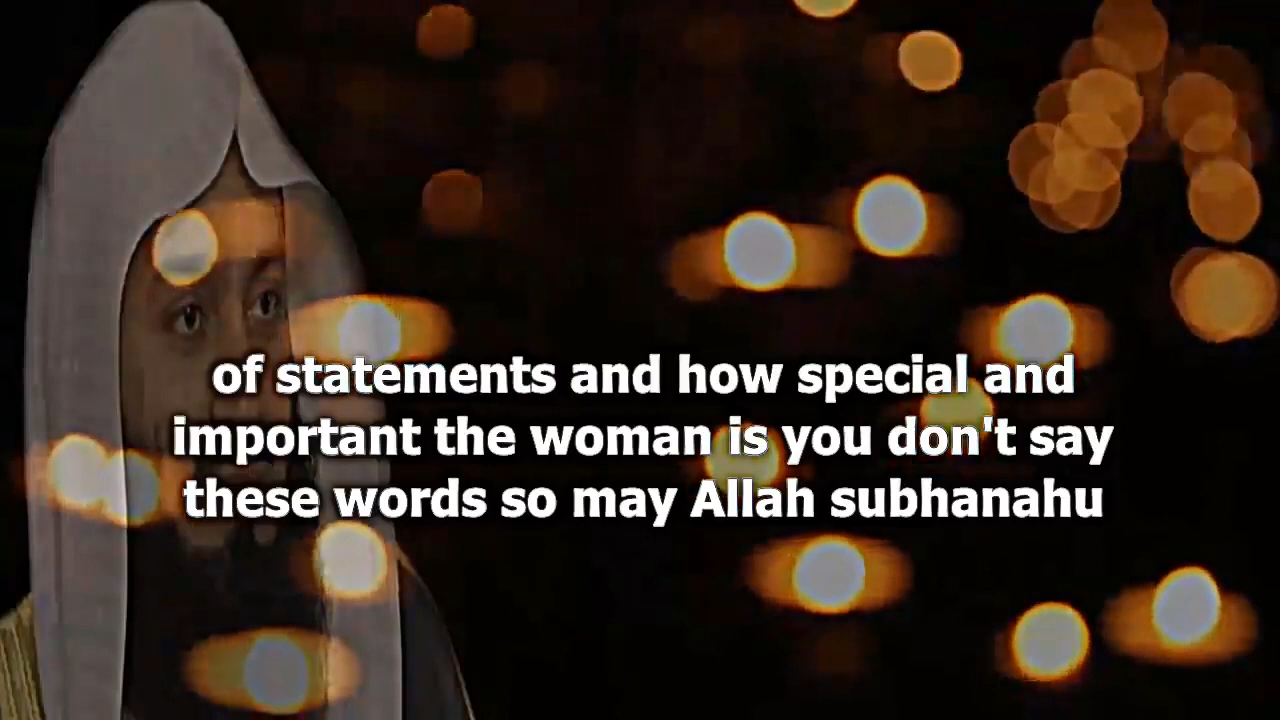 of statements and how special and
important the woman is you don't say
these words so may Allah subhanahu